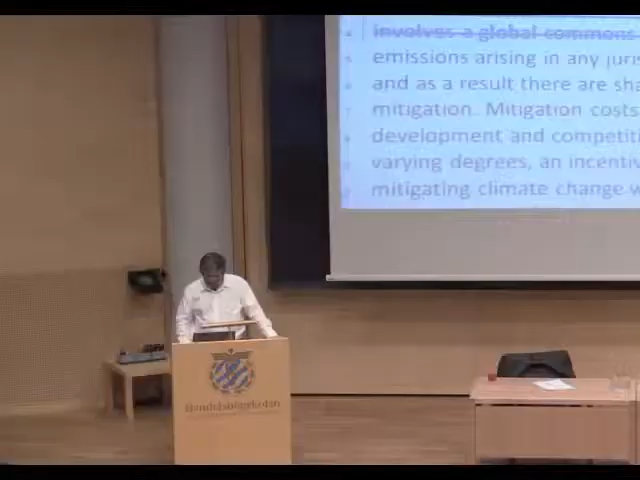 involves a global commons
emissions arising in any juris
and as a result there are sha
mitigation. Mitigation costs
development and competiti
varying degrees, an incentiv
mitigating climate change w
Handelshögskolan